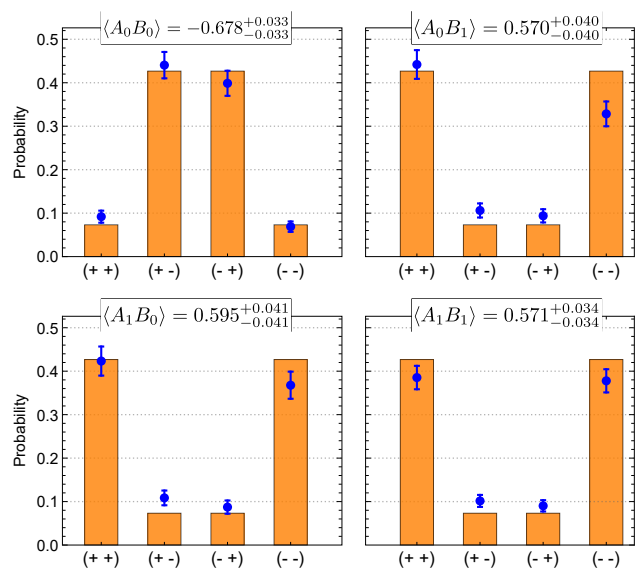 ⟨A₀B₀⟩ = −0.678 +0.033 −0.033
⟨A₀B₁⟩ = 0.570 +0.040 −0.040
Probability
0.5
0.4
0.3
0.2
0.1
0.0
(+ +) (+ -) (- +) (- -)
(+ +) (+ -) (- +) (- -)
⟨A₁B₀⟩ = 0.595 +0.041 −0.041
⟨A₁B₁⟩ = 0.571 +0.034 −0.034
Probability
0.5
0.4
0.3
0.2
0.1
0.0
(+ +) (+ -) (- +) (- -)
(+ +) (+ -) (- +) (- -)